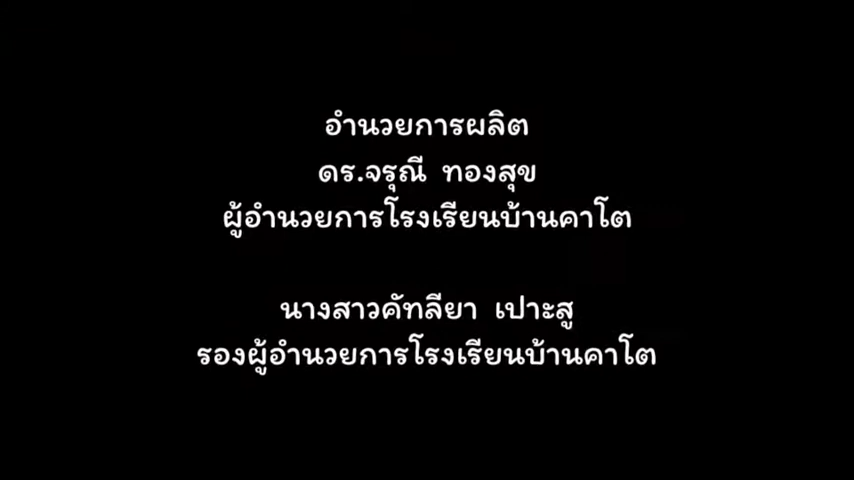 อำนวยการผลิต
ดร.จรุณี ทองสุข
ผู้อำนวยการโรงเรียนบ้านคาโต
นางสาวคัทลียา เปาะสู
รองผู้อำนวยการโรงเรียนบ้านคาโต